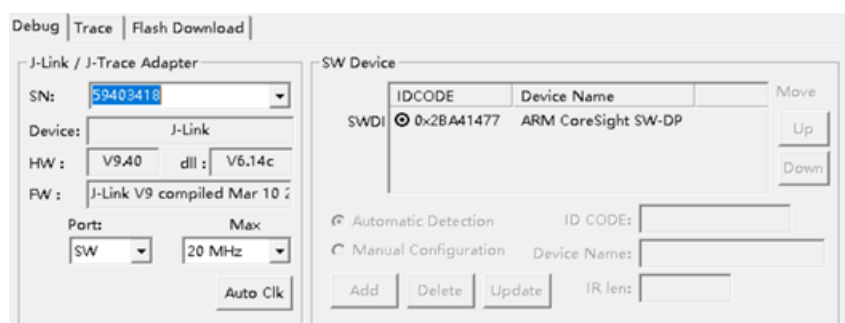 Debug Trace Flash Download
J-Link / J-Trace Adapter
SN: 59403418
Device: J-Link
HW : V9.40 dll : V6.14c
FW : J-Link V9 compiled Mar 10 2
Port: Max
SW 20 MHz
Auto Clk
SW Device
IDCODE Device Name Move
SWDI 0x2BA41477 ARM CoreSight SW-DP Up
Down
Automatic Detection ID CODE:
Manual Configuration Device Name:
Add Delete Update IR len: